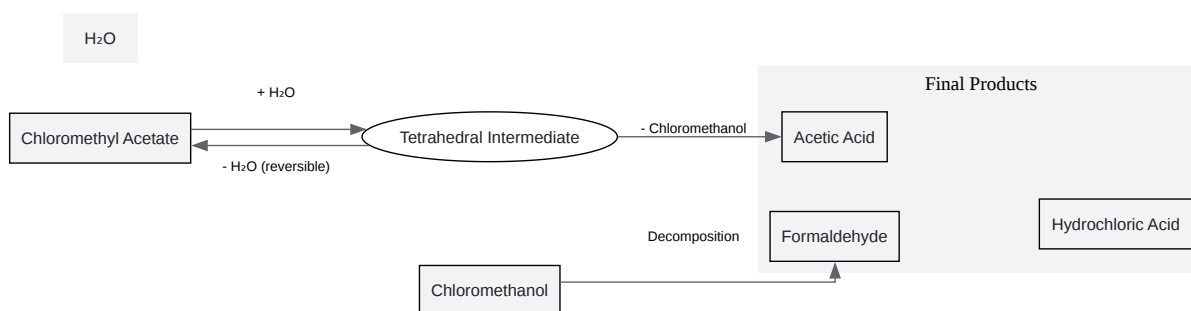 H₂O
Final Products
+ H₂O
Chloromethyl Acetate
Tetrahedral Intermediate
- Chloromethanol
Acetic Acid
- H₂O (reversible)
Hydrochloric Acid
Decomposition
Formaldehyde
Chloromethanol